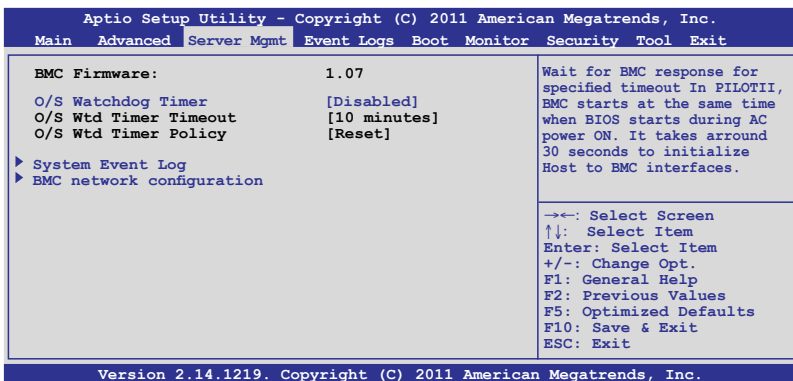 Aptio Setup Utility - Copyright (C) 2011 American Megatrends, Inc.
Main Advanced Server Mgmt Event Logs Boot Monitor Security Tool Exit
BMC Firmware: 1.07
O/S Watchdog Timer [Disabled]
O/S Wtd Timer Timeout [10 minutes]
O/S Wtd Timer Policy [Reset]
System Event Log
BMC network configuration
Wait for BMC response for
specified timeout In PILOTII,
BMC starts at the same time
when BIOS starts during AC
power ON. It takes arround
30 seconds to initialize
Host to BMC interfaces.
→←: Select Screen
↑↓: Select Item
Enter: Select Item
+/-: Change Opt.
F1: General Help
F2: Previous Values
F5: Optimized Defaults
F10: Save & Exit
ESC: Exit
Version 2.14.1219. Copyright (C) 2011 American Megatrends, Inc.